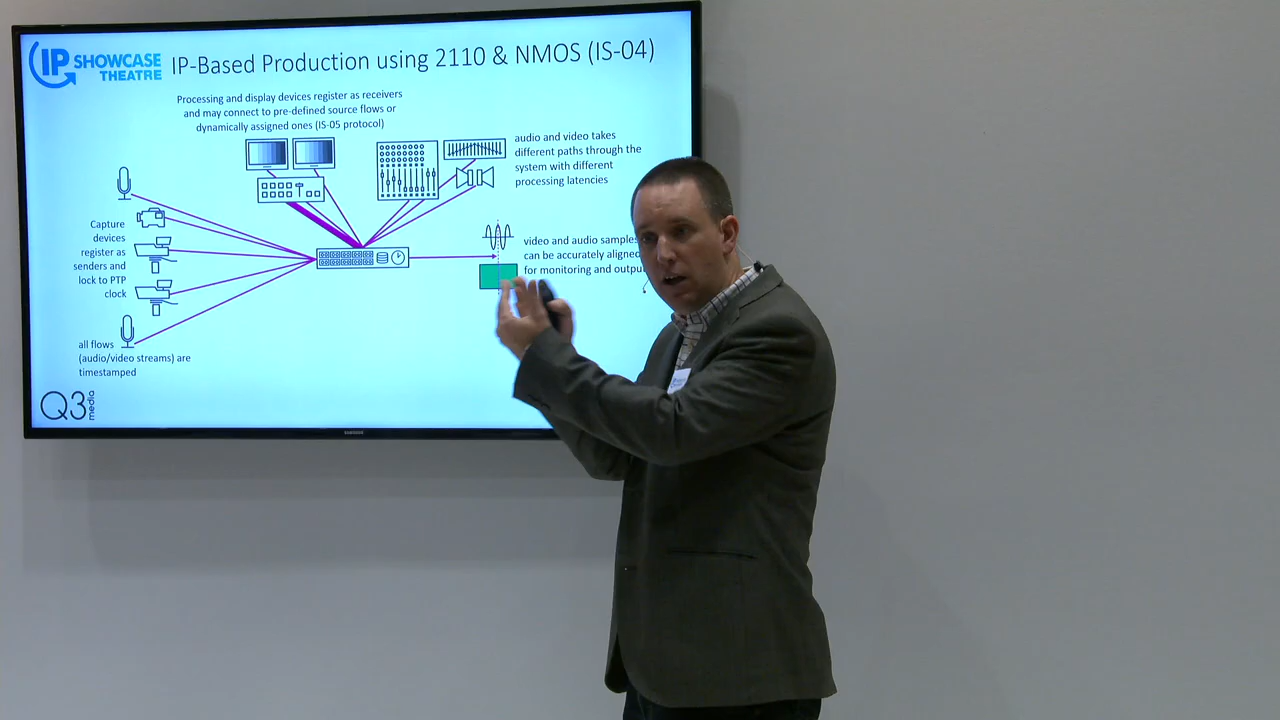 IP SHOWCASE
THEATRE
IP-Based Production using 2110 & NMOS (IS-04)
Processing and display devices register as receivers
and may connect to pre-defined source flows or
dynamically assigned ones (IS-05 protocol)
audio and video takes
different paths through the
system with different
processing latencies
Capture
devices
register as
senders and
lock to PTP
clock
video and audio samples
can be accurately aligned
for monitoring and output
all flows
(audio/video streams) are
timestamped
Q3
media
SAMSUNG